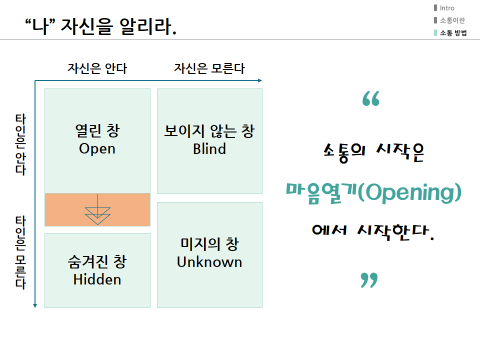 “나” 자신을 알리라.
Intro
소통이란
소통 방법
자신은 안다
자신은 모른다
타인은 안다
타인은 모른다
열린 창
Open
보이지 않는 창
Blind
숨겨진 창
Hidden
미지의 창
Unknown
“
소통의 시작은
마음열기(Opening)
에서 시작한다.
”